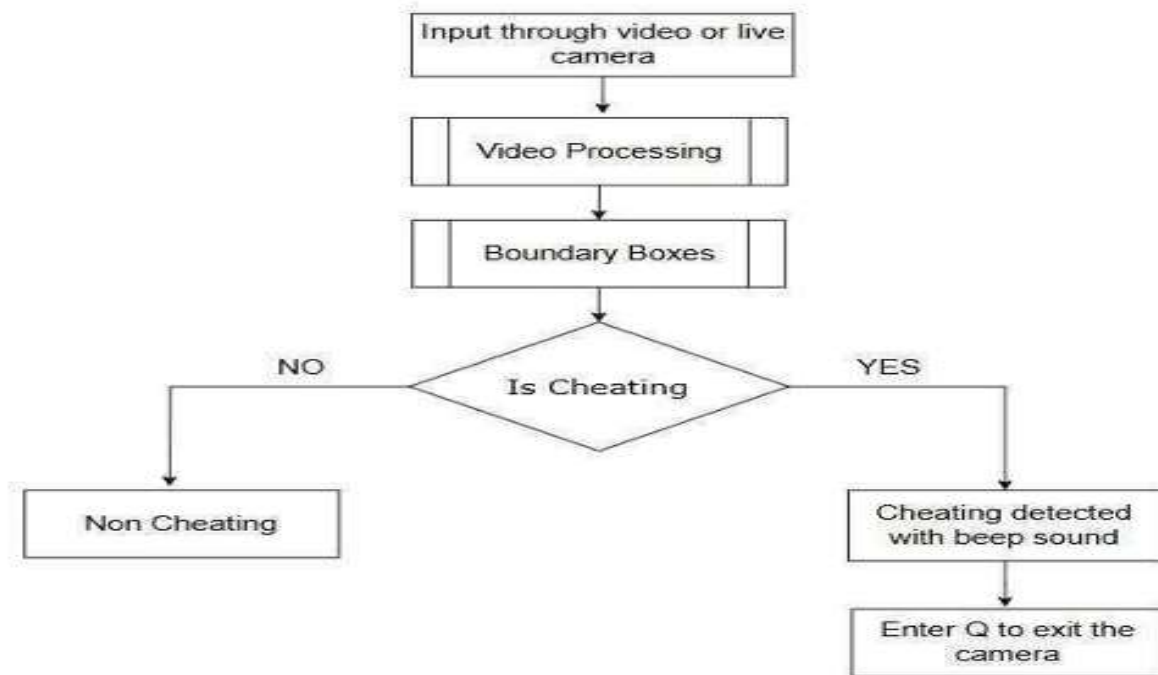 Input through video or live
camera
Video Processing
Boundary Boxes
NO
YES
Is Cheating
Non Cheating
Cheating detected
with beep sound
Enter Q to exit the
camera